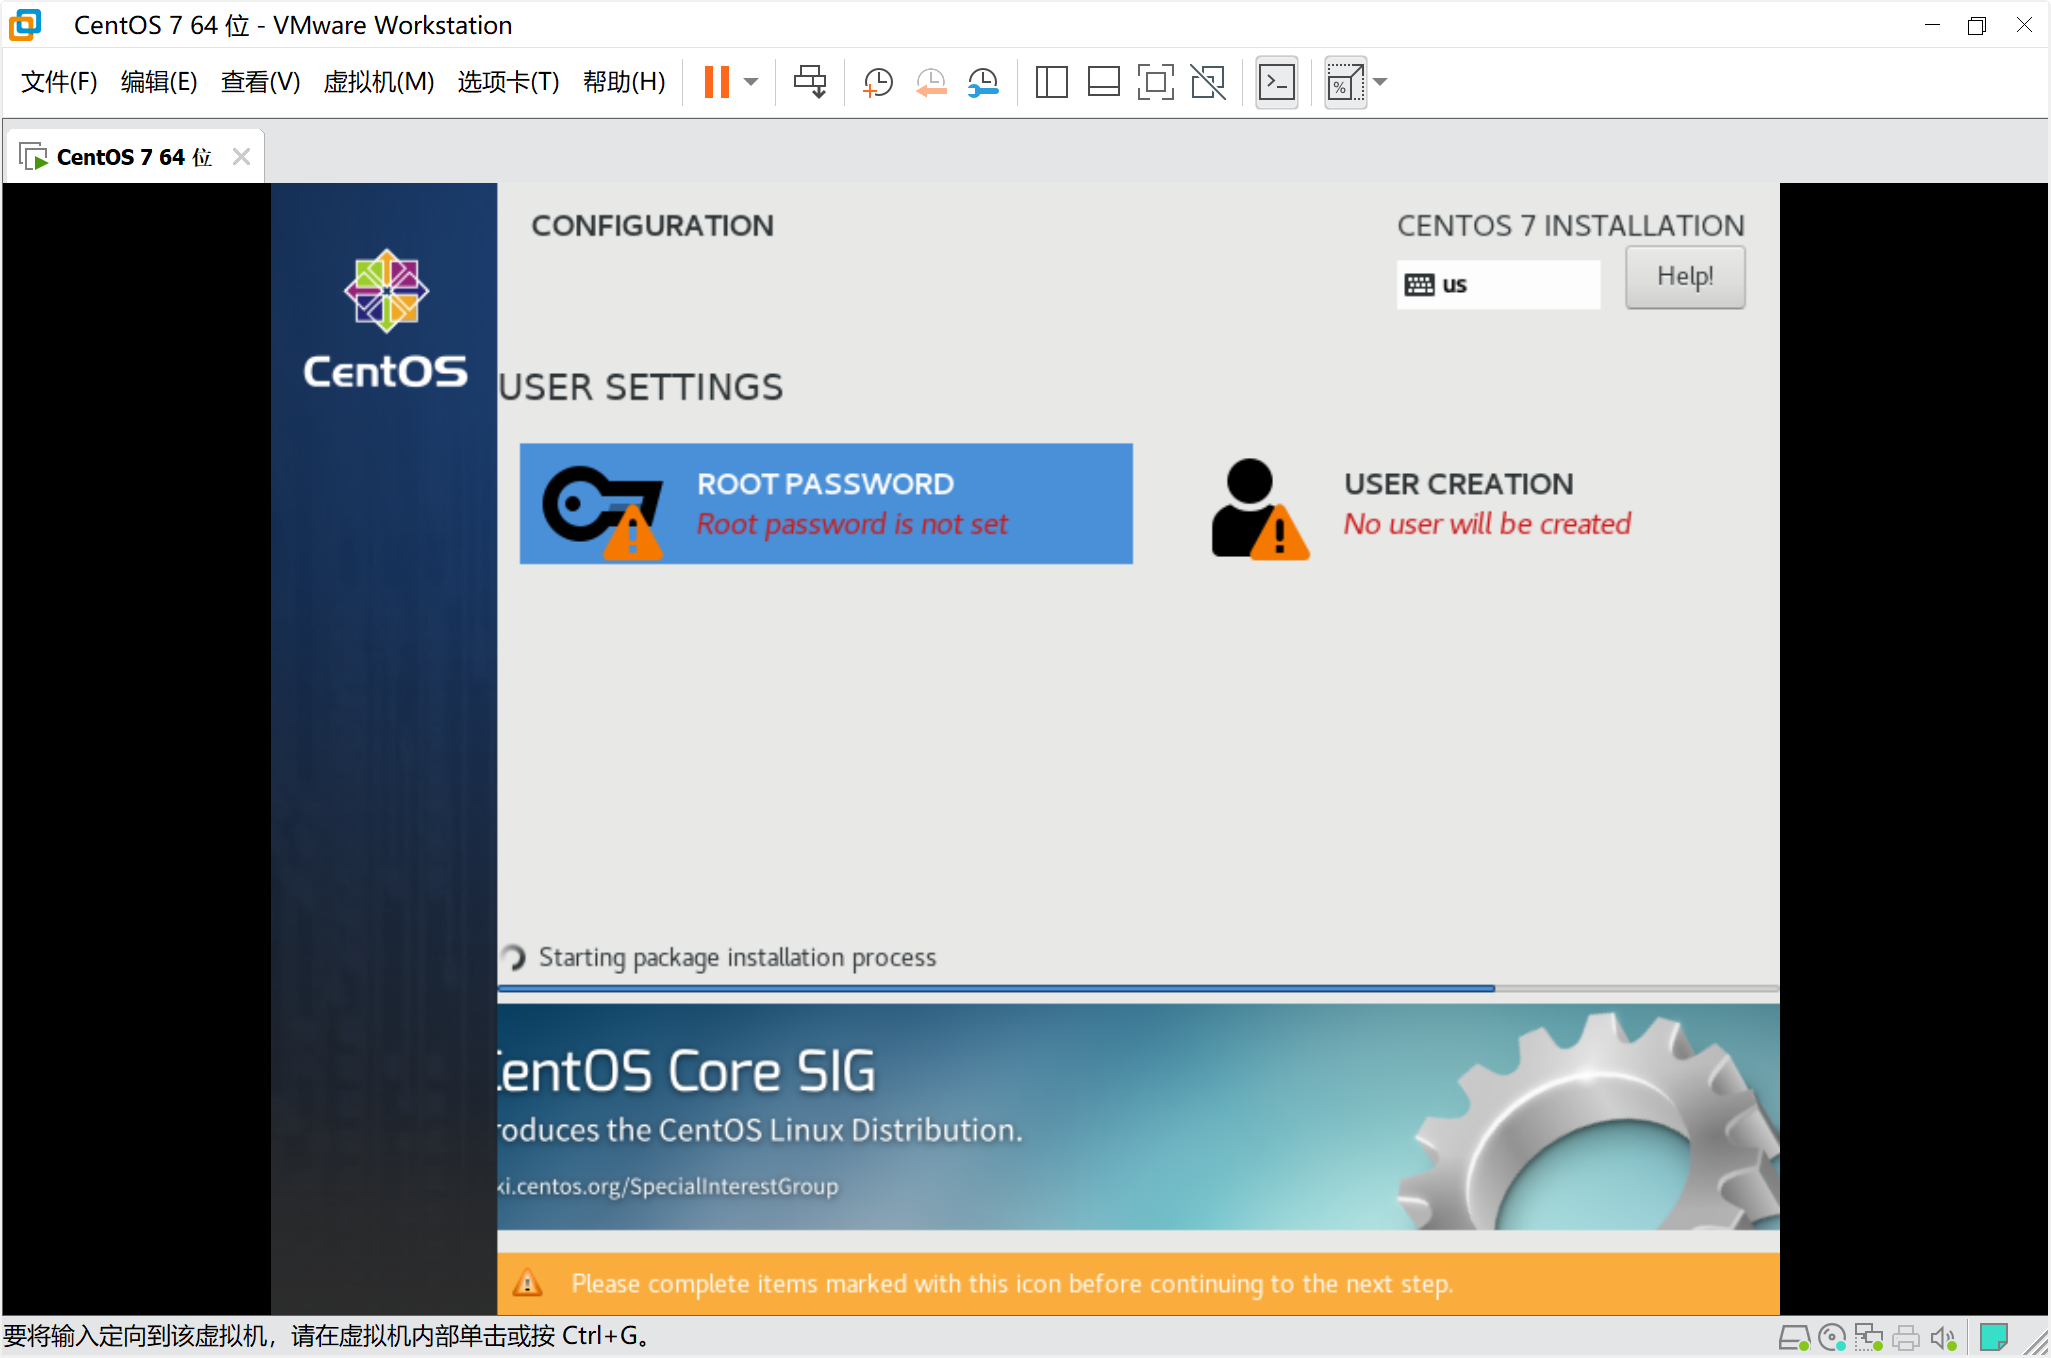 CentOS 7 64 位 - VMware Workstation
文件(F) 编辑(E) 查看(V) 虚拟机(M) 选项卡(T) 帮助(H)
CentOS 7 64 位
CONFIGURATION
CENTOS 7 INSTALLATION
us
Help!
CentOS
USER SETTINGS
ROOT PASSWORD
Root password is not set
USER CREATION
No user will be created
Starting package installation process
entOS Core SIG
roduces the CentOS Linux Distribution.
ki.centos.org/SpecialInterestGroup
Please complete items marked with this icon before continuing to the next step.
要将输入定向到该虚拟机，请在虚拟机内部单击或按 Ctrl+G。